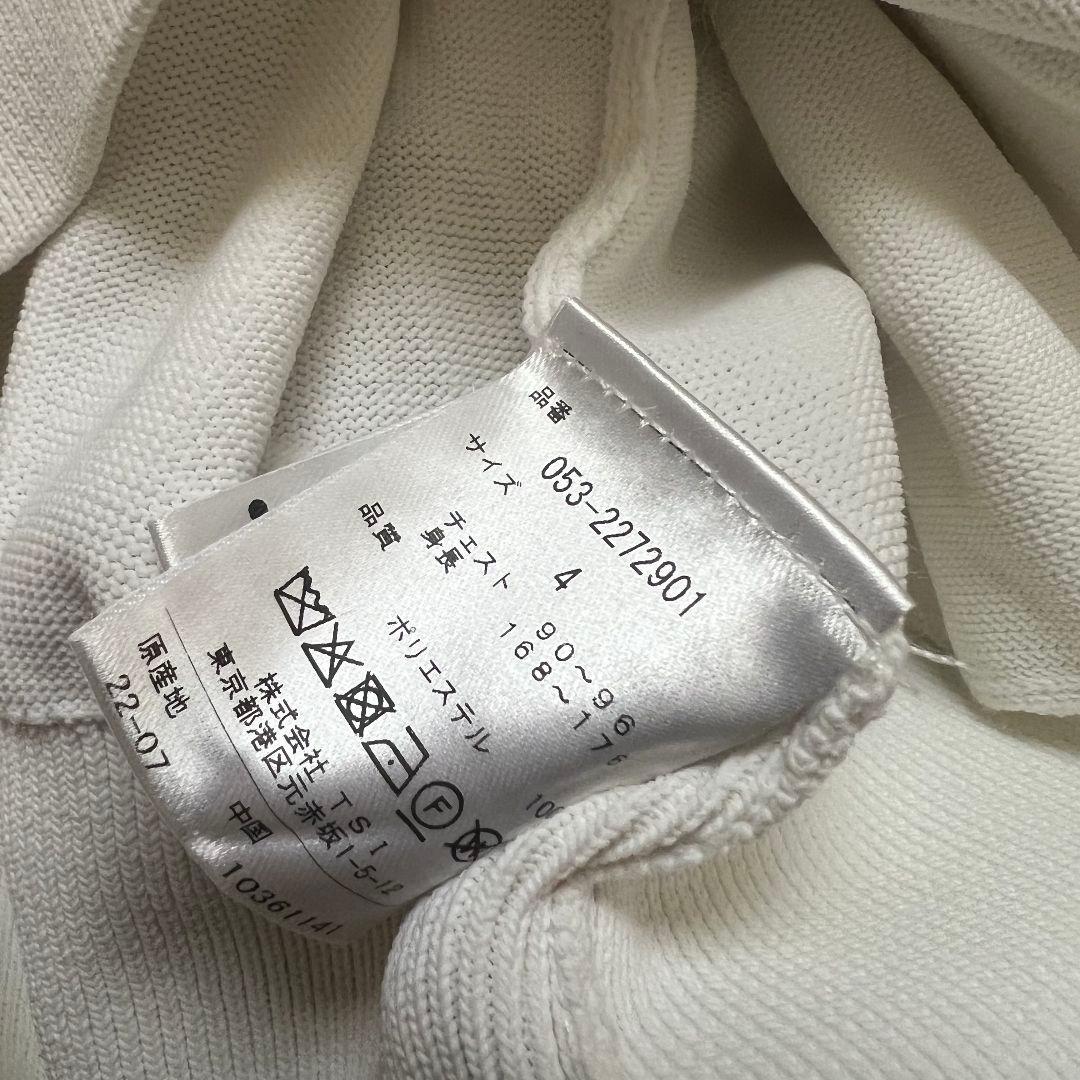 品番 053-2272901
サイズ 4
チェスト 90～96
身長 168～176
品質 ポリエステル 100
F
株式会社 TSI
東京都港区元赤坂1-5-12
原産地 中国
22-07 10361141